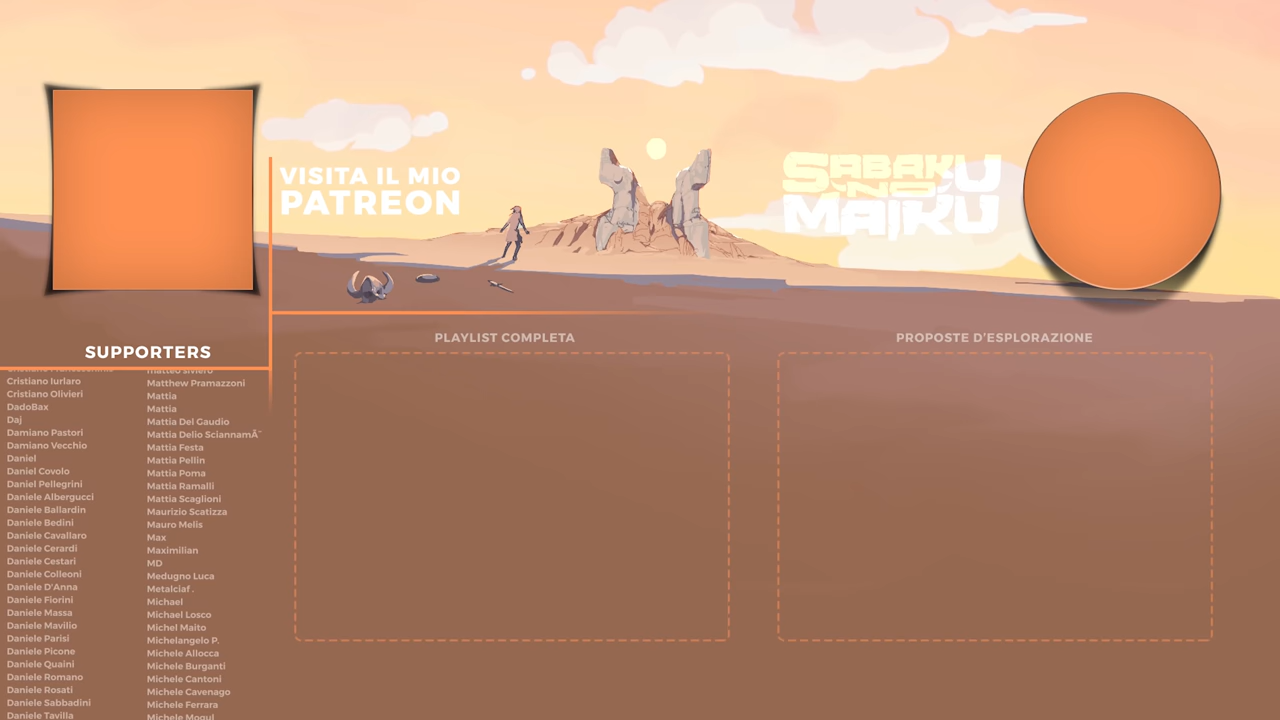 VISITA IL MIO
PATREON
SABAKU
NO
MAIKU
SUPPORTERS
Cristiano Iurlaro
Cristiano Olivieri
DadoBax
Daj
Damiano Pastori
Damiano Vecchio
Daniel
Daniel Covolo
Daniel Pellegrini
Daniele Albergucci
Daniele Ballardin
Daniele Bedini
Daniele Cavallaro
Daniele Cerardi
Daniele Cestari
Daniele Colleoni
Daniele D'Anna
Daniele Fiorini
Daniele Massa
Daniele Mavilio
Daniele Parisi
Daniele Picone
Daniele Quaini
Daniele Romano
Daniele Rosati
Daniele Sabbadini
Daniele Tavilla
matteo siviero
Matthew Pramazzoni
Mattia
Mattia
Mattia Del Gaudio
Mattia Delio SciannamÃ¨
Mattia Festa
Mattia Pellin
Mattia Poma
Mattia Ramalli
Mattia Scaglioni
Maurizio Scatizza
Mauro Melis
Max
Maximilian
MD
Medugno Luca
Metalciaf .
Michael
Michael Losco
Michel Maito
Michelangelo P.
Michele Allocca
Michele Burganti
Michele Cantoni
Michele Cavenago
Michele Ferrara
Michele Mogul
PLAYLIST COMPLETA
PROPOSTE D'ESPLORAZIONE